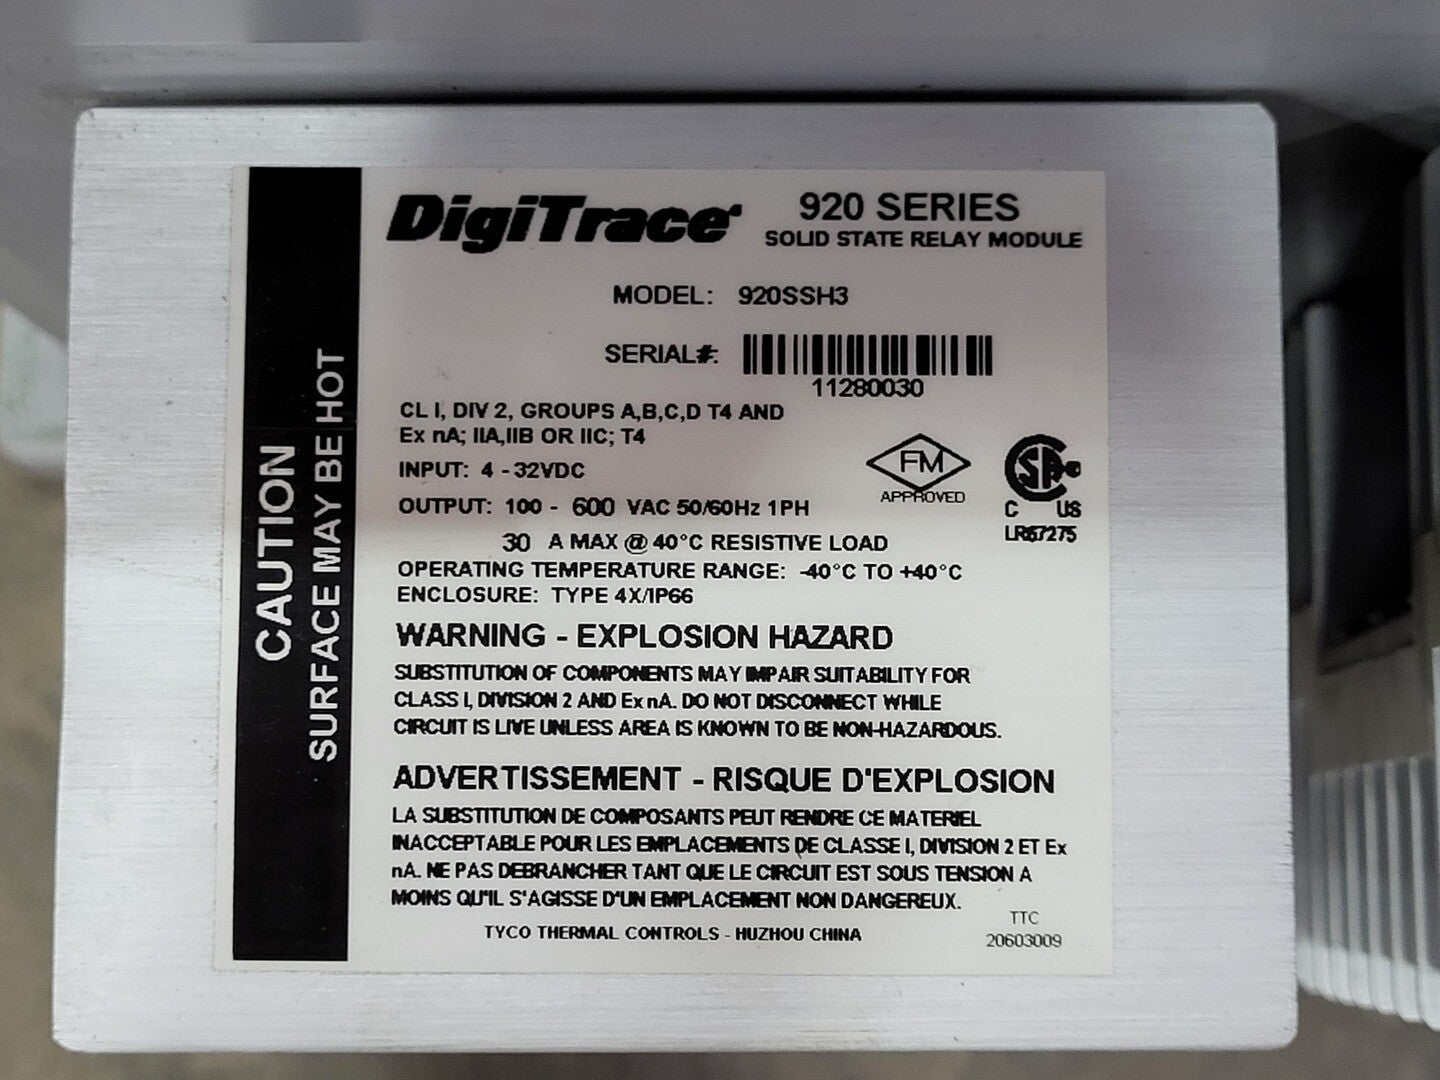 CAUTION
SURFACE MAY BE HOT
DigiTrace
920 SERIES
SOLID STATE RELAY MODULE
MODEL: 920SSH3
SERIAL#:
11280030
CL I, DIV 2, GROUPS A,B,C,D T4 AND
Ex nA; IIA,IIB OR IIC; T4
INPUT: 4 - 32VDC
OUTPUT: 100 - 600 VAC 50/60Hz 1PH
30 A MAX @ 40°C RESISTIVE LOAD
OPERATING TEMPERATURE RANGE: -40°C TO +40°C
ENCLOSURE: TYPE 4X/IP66
FM
APPROVED
SA
C US
LR67275
WARNING - EXPLOSION HAZARD
SUBSTITUTION OF COMPONENTS MAY IMPAIR SUITABILITY FOR
CLASS I, DIVISION 2 AND Ex nA. DO NOT DISCONNECT WHILE
CIRCUIT IS LIVE UNLESS AREA IS KNOWN TO BE NON-HAZARDOUS.
ADVERTISSEMENT - RISQUE D'EXPLOSION
LA SUBSTITUTION DE COMPOSANTS PEUT RENDRE CE MATERIEL
INACCEPTABLE POUR LES EMPLACEMENTS DE CLASSE I, DIVISION 2 ET Ex
nA. NE PAS DEBRANCHER TANT QUE LE CIRCUIT EST SOUS TENSION A
MOINS QU'IL S'AGISSE D'UN EMPLACEMENT NON DANGEREUX.
TYCO THERMAL CONTROLS - HUZHOU CHINA
TTC
20603009